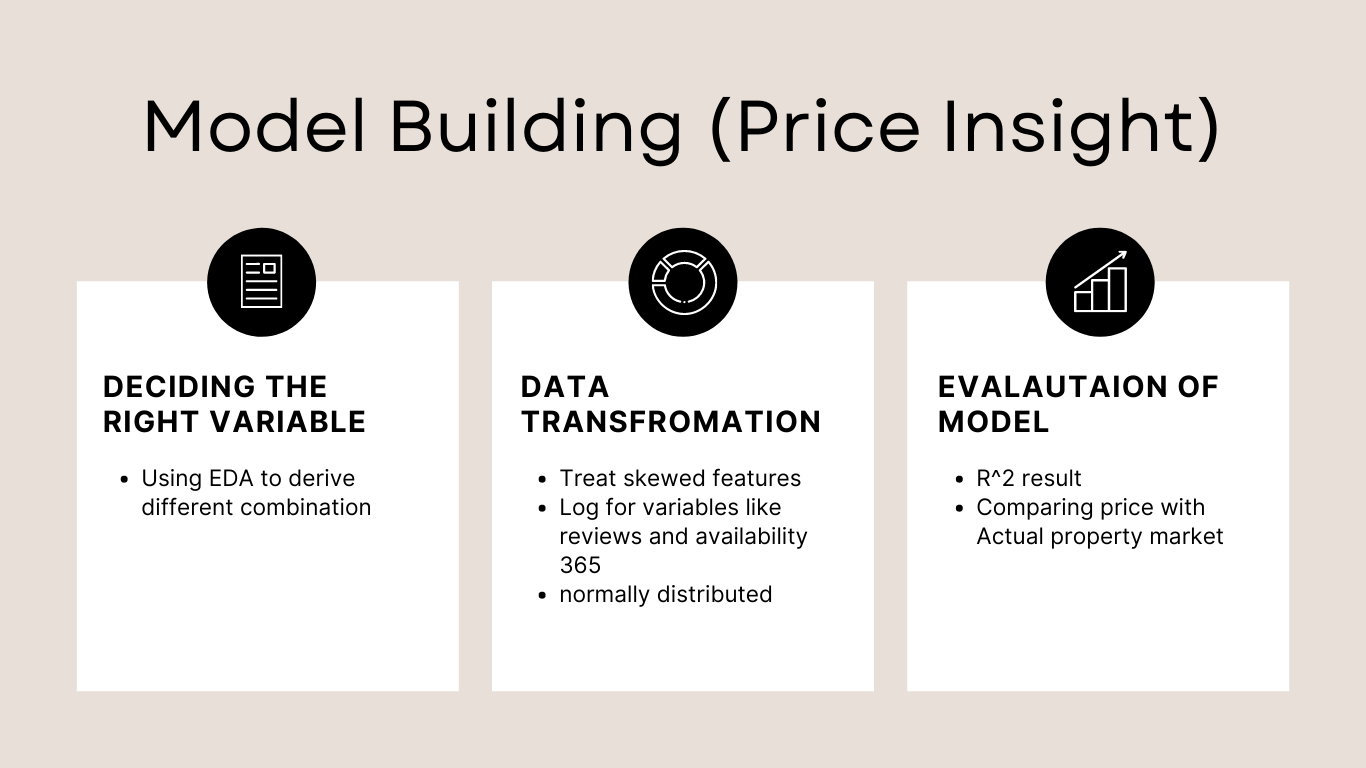 Model Building (Price Insight)
DECIDING THE
RIGHT VARIABLE
• Using EDA to derive
different combination
DATA
TRANSFROMATION
• Treat skewed features
• Log for variables like
reviews and availability
365
• normally distributed
EVALAUTAION OF
MODEL
• R^2 result
• Comparing price with
Actual property market